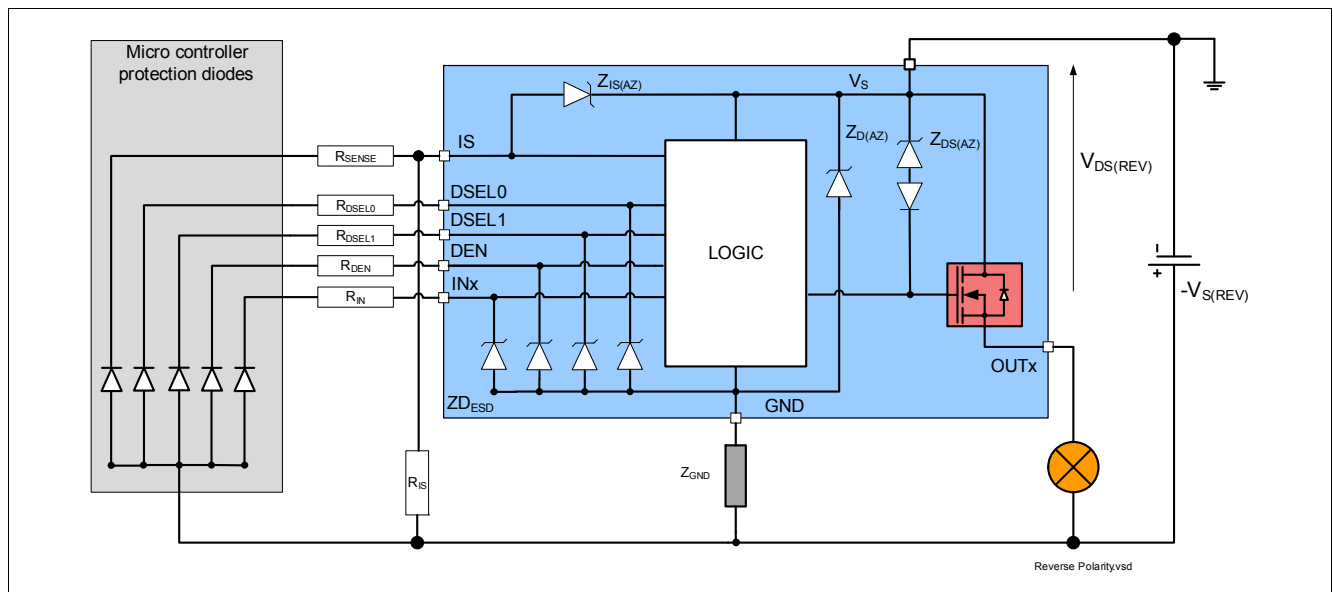 Micro controller
protection diodes
Z_IS(AZ)
V_S
Z_D(AZ)
Z_DS(AZ)
V_DS(REV)
IS
R_SENSE
DSEL0
R_DSEL0
DSEL1
R_DSEL1
DEN
R_DEN
INx
R_IN
LOGIC
-V_S(REV)
+
OUTx
ZD_ESD
GND
R_IS
Z_GND
Reverse Polarity.vsd